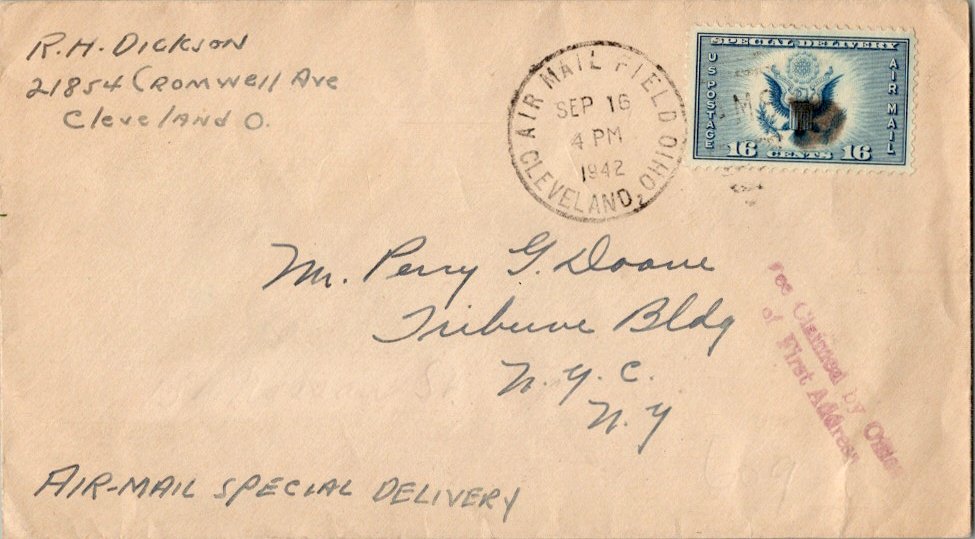 R.H. DICKSON
21854 CROMWELL AVE
Cleveland O.
AIR MAIL FIELD OIHO
SEP 16
4 PM
1942
CLEVELAND, 2
SPECIAL DELIVERY
U S POSTAGE
AIR MAIL
16 CENTS 16
Mr. Perry G. Doane
Tribune Bldg
N.Y.C.
N.Y
Fee Claimed by Office
of First Address
AIR-MAIL SPECIAL DELIVERY